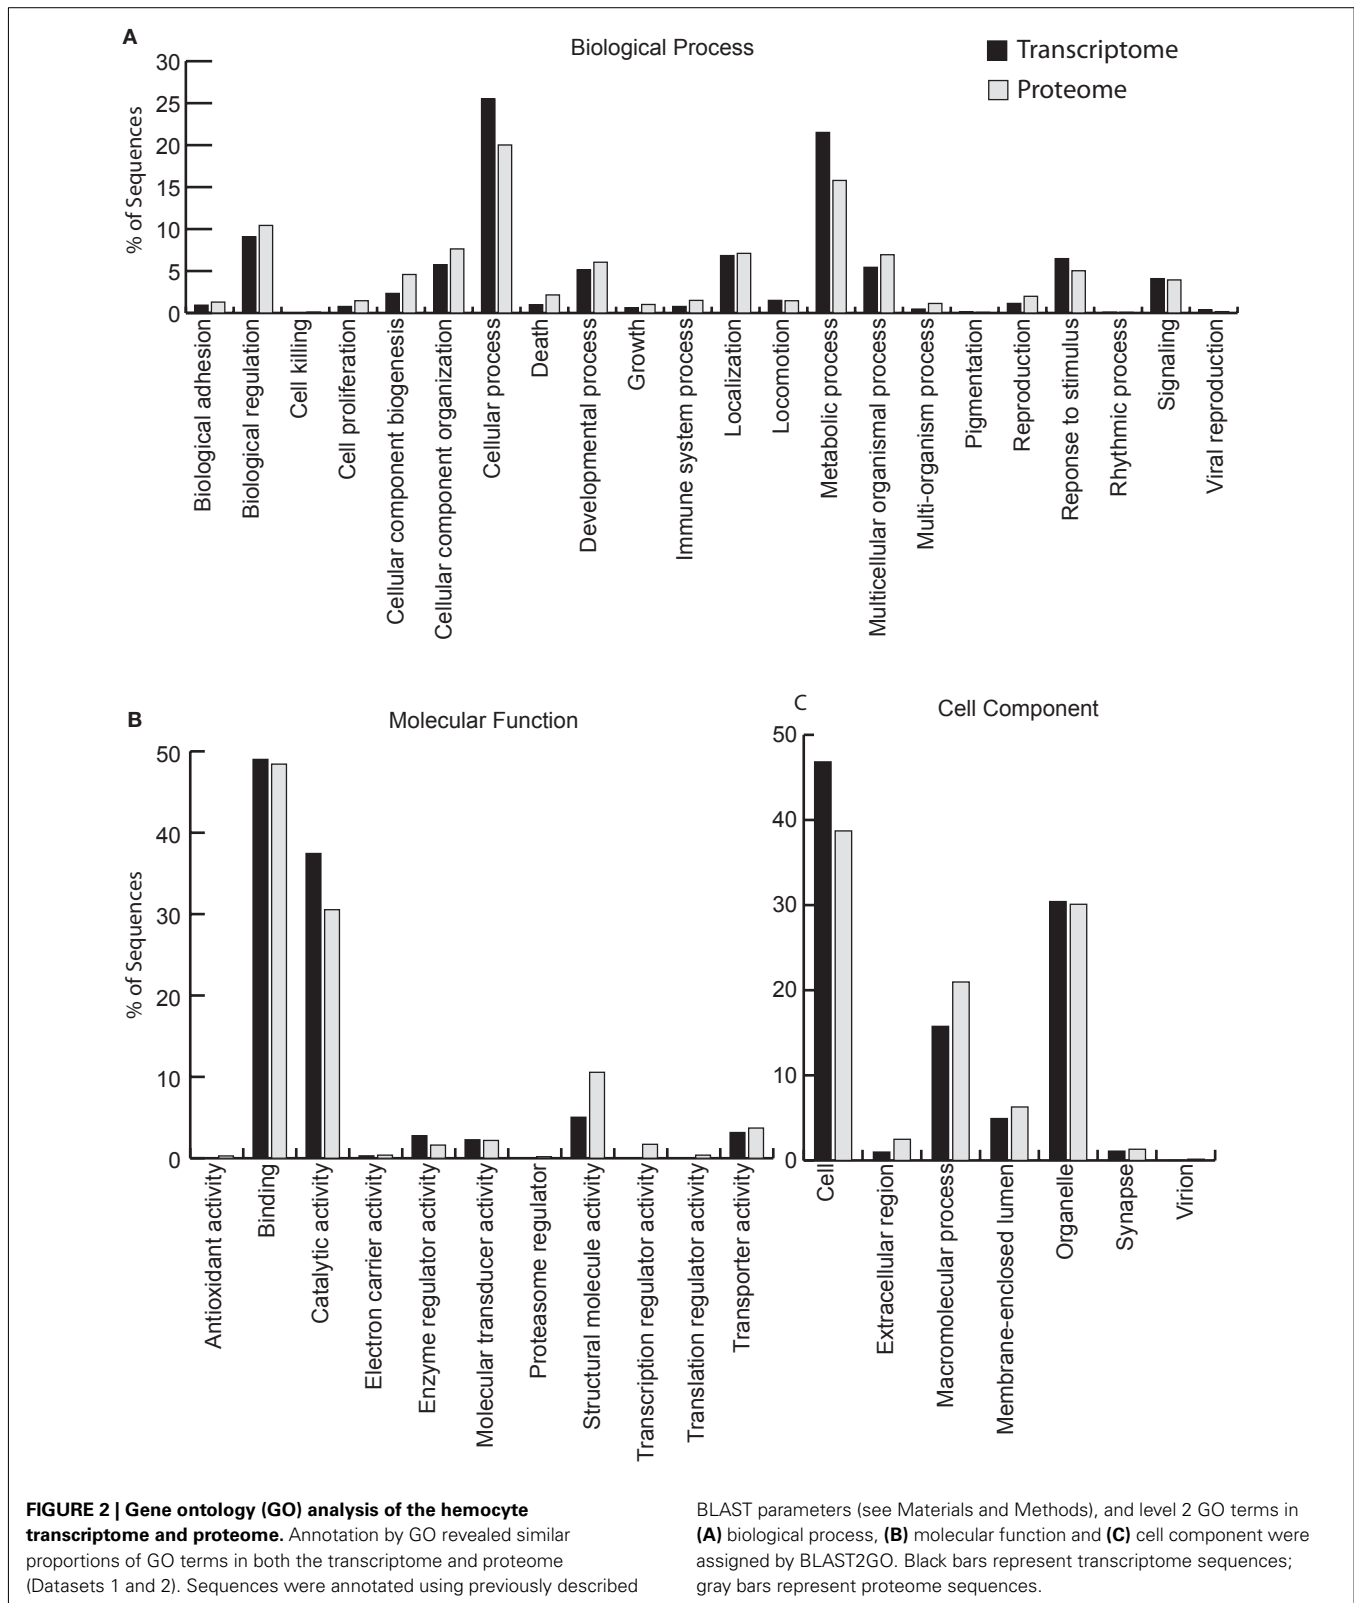 A
Biological Process
Transcriptome
Proteome
% of Sequences
30
25
20
15
10
5
0
Biological adhesion
Biological regulation
Cell killing
Cell proliferation
Cellular component biogenesis
Cellular component organization
Cellular process
Death
Developmental process
Growth
Immune system process
Localization
Locomotion
Metabolic process
Multicellular organismal process
Multi-organism process
Pigmentation
Reproduction
Reponse to stimulus
Rhythmic process
Signaling
Viral reproduction
B
Molecular Function
% of Sequences
50
40
30
20
10
0
Antioxidant activity
Binding
Catalytic activity
Electron carrier activity
Enzyme regulator activity
Molecular transducer activity
Proteasome regulator
Structural molecule activity
Transcription regulator activity
Translation regulator activity
Transporter activity
C
Cell Component
50
40
30
20
10
0
Cell
Extracellular region
Macromolecular process
Membrane-enclosed lumen
Organelle
Synapse
Virion
FIGURE 2 | Gene ontology (GO) analysis of the hemocyte
transcriptome and proteome. Annotation by GO revealed similar
proportions of GO terms in both the transcriptome and proteome
(Datasets 1 and 2). Sequences were annotated using previously described
BLAST parameters (see Materials and Methods), and level 2 GO terms in
(A) biological process, (B) molecular function and (C) cell component were
assigned by BLAST2GO. Black bars represent transcriptome sequences;
gray bars represent proteome sequences.